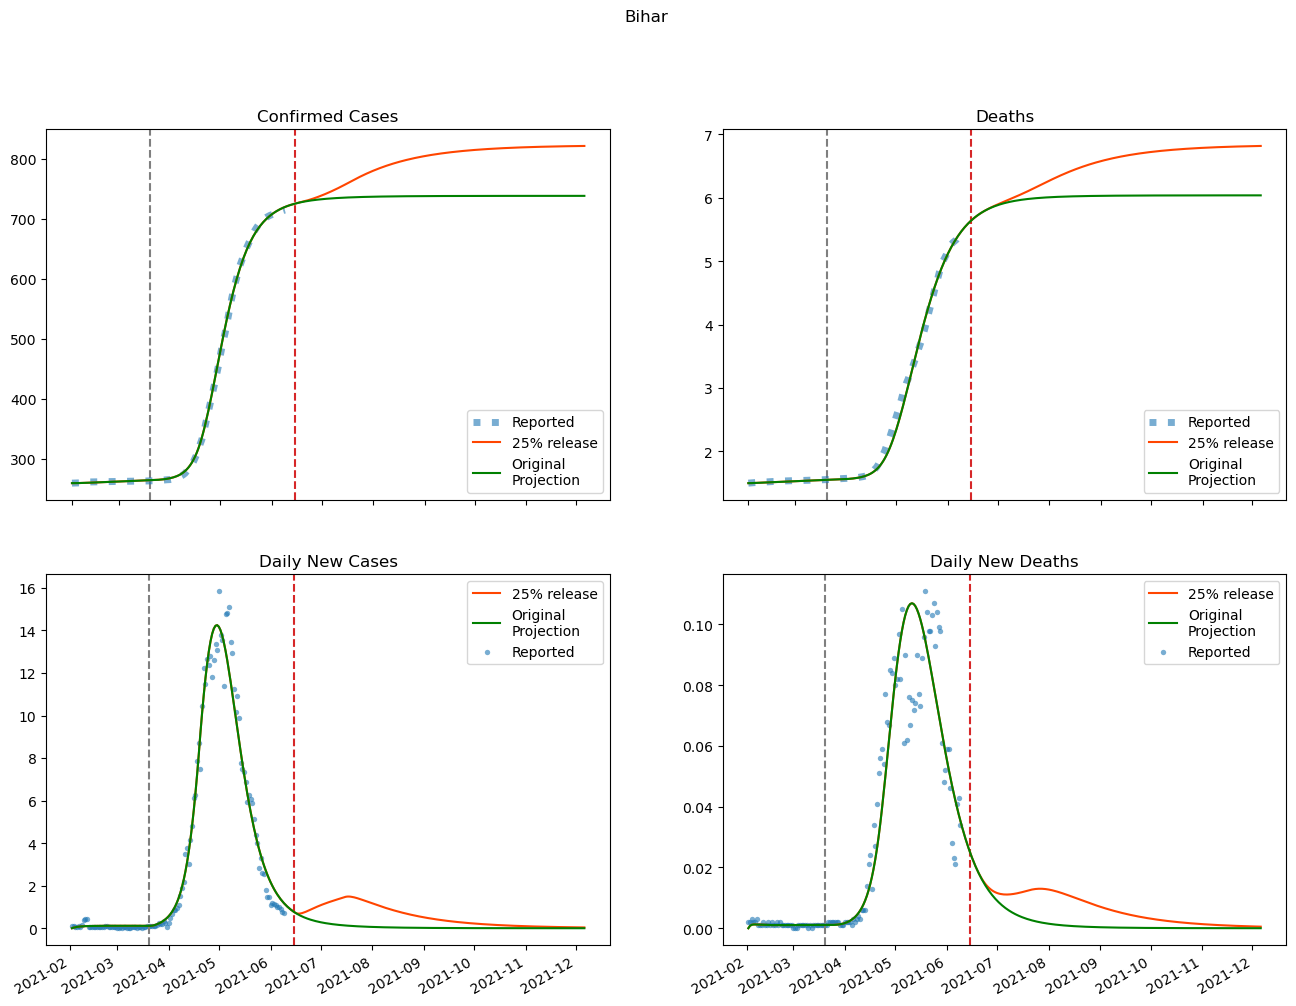 Bihar
Confirmed Cases
800
700
600
500
400
300
Reported
25% release
Original
Projection
Deaths
7
6
5
4
3
2
Reported
25% release
Original
Projection
Daily New Cases
16
14
12
10
8
6
4
2
0
25% release
Original
Projection
Reported
2021-02
2021-03
2021-04
2021-05
2021-06
2021-07
2021-08
2021-09
2021-10
2021-11
2021-12
Daily New Deaths
0.10
0.08
0.06
0.04
0.02
0.00
25% release
Original
Projection
Reported
2021-02
2021-03
2021-04
2021-05
2021-06
2021-07
2021-08
2021-09
2021-10
2021-11
2021-12